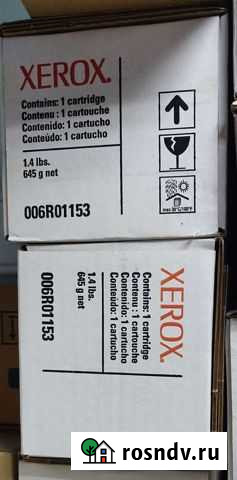 XEROX.
Contains: 1 cartridge
Contenu : 1 cartouche
Contenido: 1 cartucho
Conteúdo: 1 cartucho
1.4 lbs.
645 g net
006R01153
XEROX.
Contains: 1 cartridge
Contenu : 1 cartouche
Contenido: 1 cartucho
Conteúdo: 1 cartucho
1.4 lbs.
645 g net
006R01153
rosndv.ru